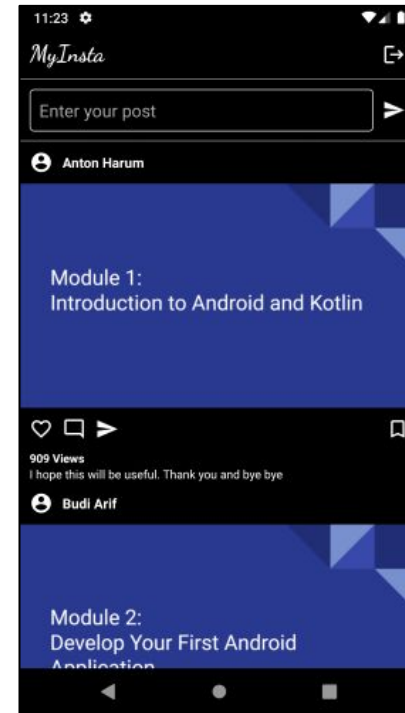 11:23
MyInsta
Enter your post
Anton Harum
Module 1:
Introduction to Android and Kotlin
909 Views
I hope this will be useful. Thank you and bye bye
Budi Arif
Module 2:
Develop Your First Android
Application